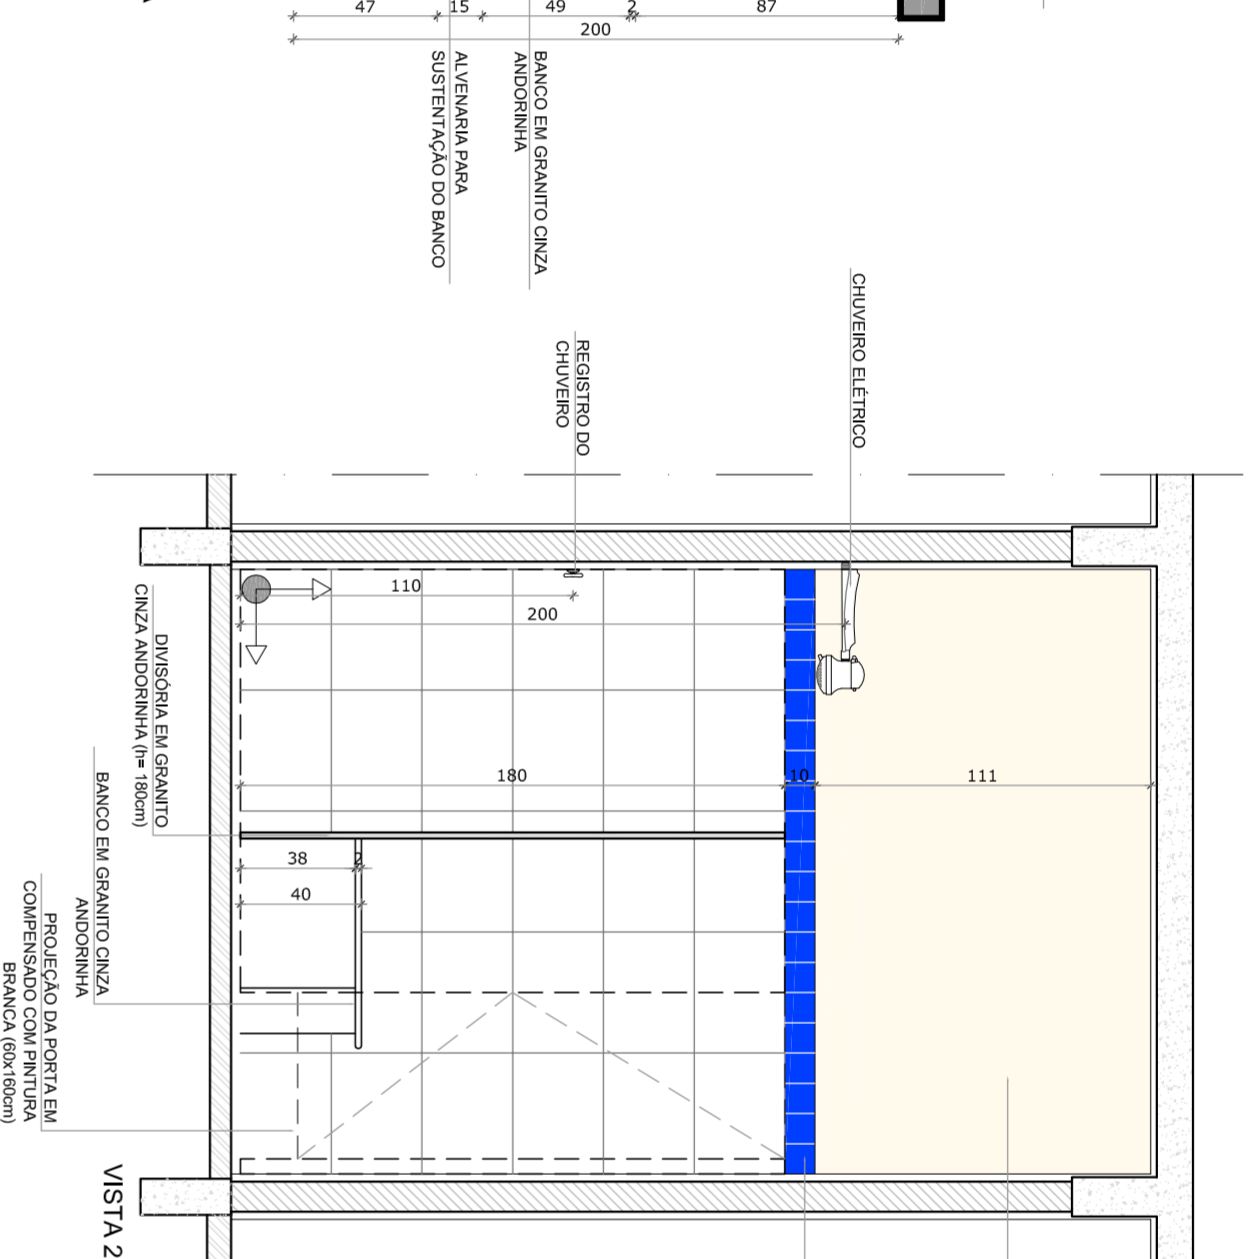 47
15
49
2
87
200
BANCO EM GRANITO CINZA
ANDORINHA
ALVENARIA PARA
SUSTENTAÇÃO DO BANCO
CHUVEIRO ELÉTRICO
REGISTRO DO
CHUVEIRO
110
200
180
10
111
38
2
40
DIVISÓRIA EM GRANITO
CINZA ANDORINHA (h= 180cm)
BANCO EM GRANITO CINZA
ANDORINHA
PROJEÇÃO DA PORTA EM
COMPENSADO COM PINTURA
BRANCA (60x160cm)
VISTA 2